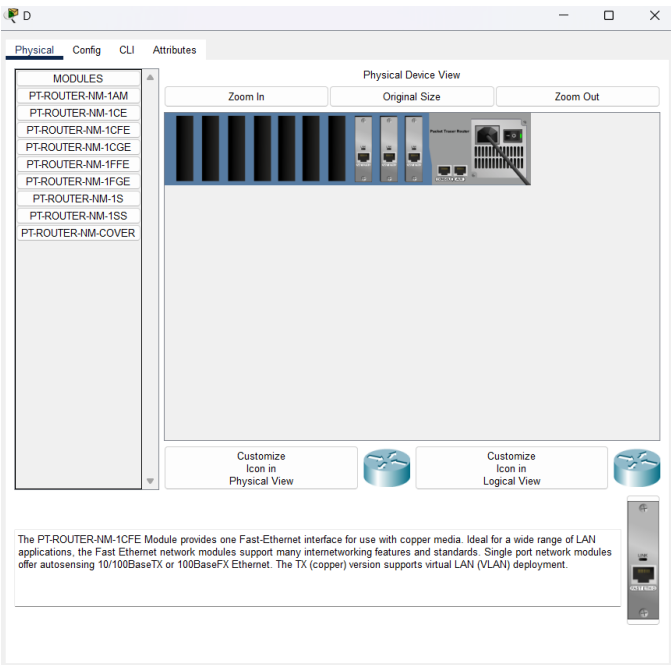 D
Physical Config CLI Attributes
MODULES
PT-ROUTER-NM-1AM
PT-ROUTER-NM-1CE
PT-ROUTER-NM-1CFE
PT-ROUTER-NM-1CGE
PT-ROUTER-NM-1FFE
PT-ROUTER-NM-1FGE
PT-ROUTER-NM-1S
PT-ROUTER-NM-1SS
PT-ROUTER-NM-COVER
Physical Device View
Zoom In
Original Size
Zoom Out
Packet Tracer Router
Customize
Icon in
Physical View
Customize
Icon in
Logical View
The PT-ROUTER-NM-1CFE Module provides one Fast-Ethernet interface for use with copper media. Ideal for a wide range of LAN
applications, the Fast Ethernet network modules support many internetworking features and standards. Single port network modules
offer autosensing 10/100BaseTX or 100BaseFX Ethernet. The TX (copper) version supports virtual LAN (VLAN) deployment.